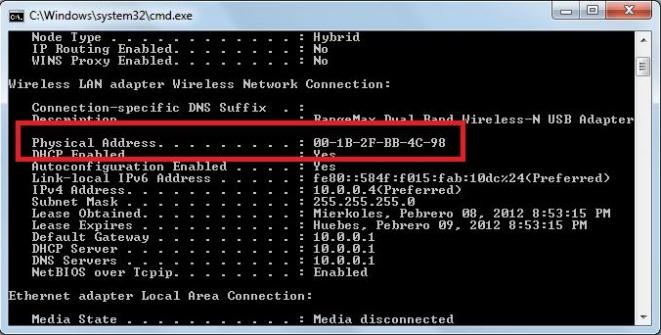 C:\Windows\system32\cmd.exe
Node Type . . . . . . . . . . . . : Hybrid
IP Routing Enabled. . . . . . . . : No
WINS Proxy Enabled. . . . . . . . : No
Wireless LAN adapter Wireless Network Connection:
Connection-specific DNS Suffix  . :
Description . . . . . . . . . . . : RangeMax Dual Band Wireless-N USB Adapter
Physical Address. . . . . . . . . : 00-1B-2F-BB-4C-98
DHCP Enabled. . . . . . . . . . . : Yes
Autoconfiguration Enabled . . . . : Yes
Link-local IPv6 Address . . . . . : fe80::584f:f015:fab:10dc%24(Preferred)
IPv4 Address. . . . . . . . . . . : 10.0.0.4(Preferred)
Subnet Mask . . . . . . . . . . . : 255.255.255.0
Lease Obtained. . . . . . . . . . : Mierkoles, Pebrero 08, 2012 8:53:15 PM
Lease Expires . . . . . . . . . . : Huebes, Pebrero 09, 2012 8:53:15 PM
Default Gateway . . . . . . . . . : 10.0.0.1
DHCP Server . . . . . . . . . . . : 10.0.0.1
DNS Servers . . . . . . . . . . . : 10.0.0.1
NetBIOS over Tcpip. . . . . . . . : Enabled
Ethernet adapter Local Area Connection:
Media State . . . . . . . . . . . : Media disconnected